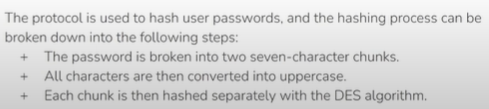 The protocol is used to hash user passwords, and the hashing process can be
broken down into the following steps:
+ The password is broken into two seven-character chunks.
+ All characters are then converted into uppercase.
+ Each chunk is then hashed separately with the DES algorithm.